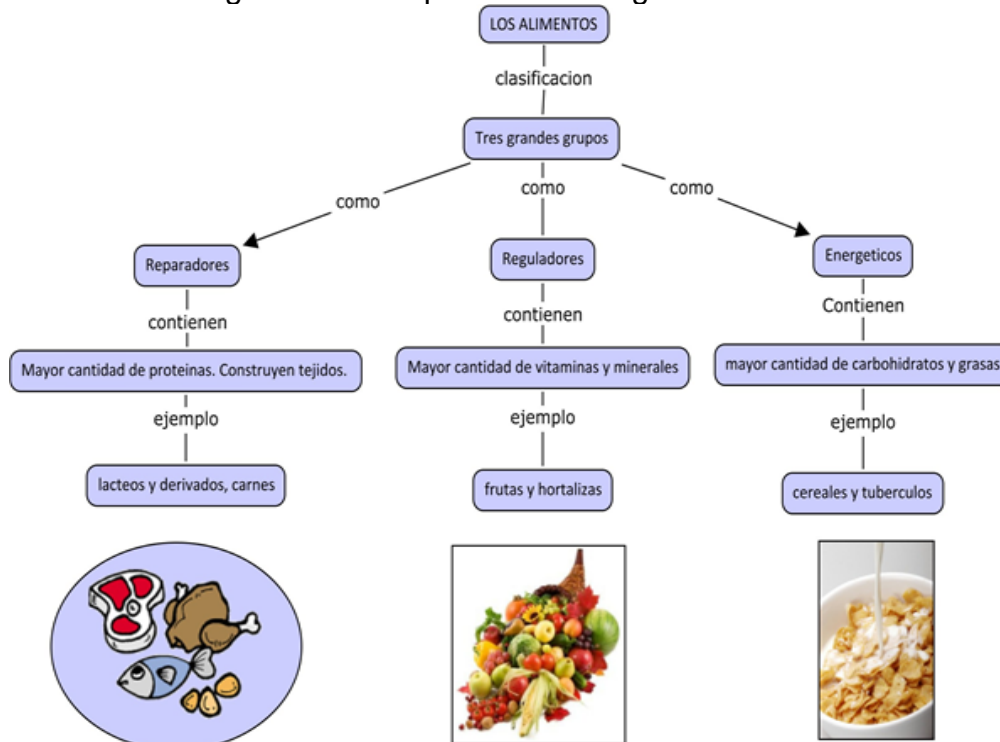 LOS ALIMENTOS
clasificacion
Tres grandes grupos
como
como
como
Reparadores
Reguladores
Energeticos
contienen
contienen
Contienen
Mayor cantidad de proteinas. Construyen tejidos.
Mayor cantidad de vitaminas y minerales
mayor cantidad de carbohidratos y grasas
ejemplo
ejemplo
ejemplo
lacteos y derivados, carnes
frutas y hortalizas
cereales y tuberculos